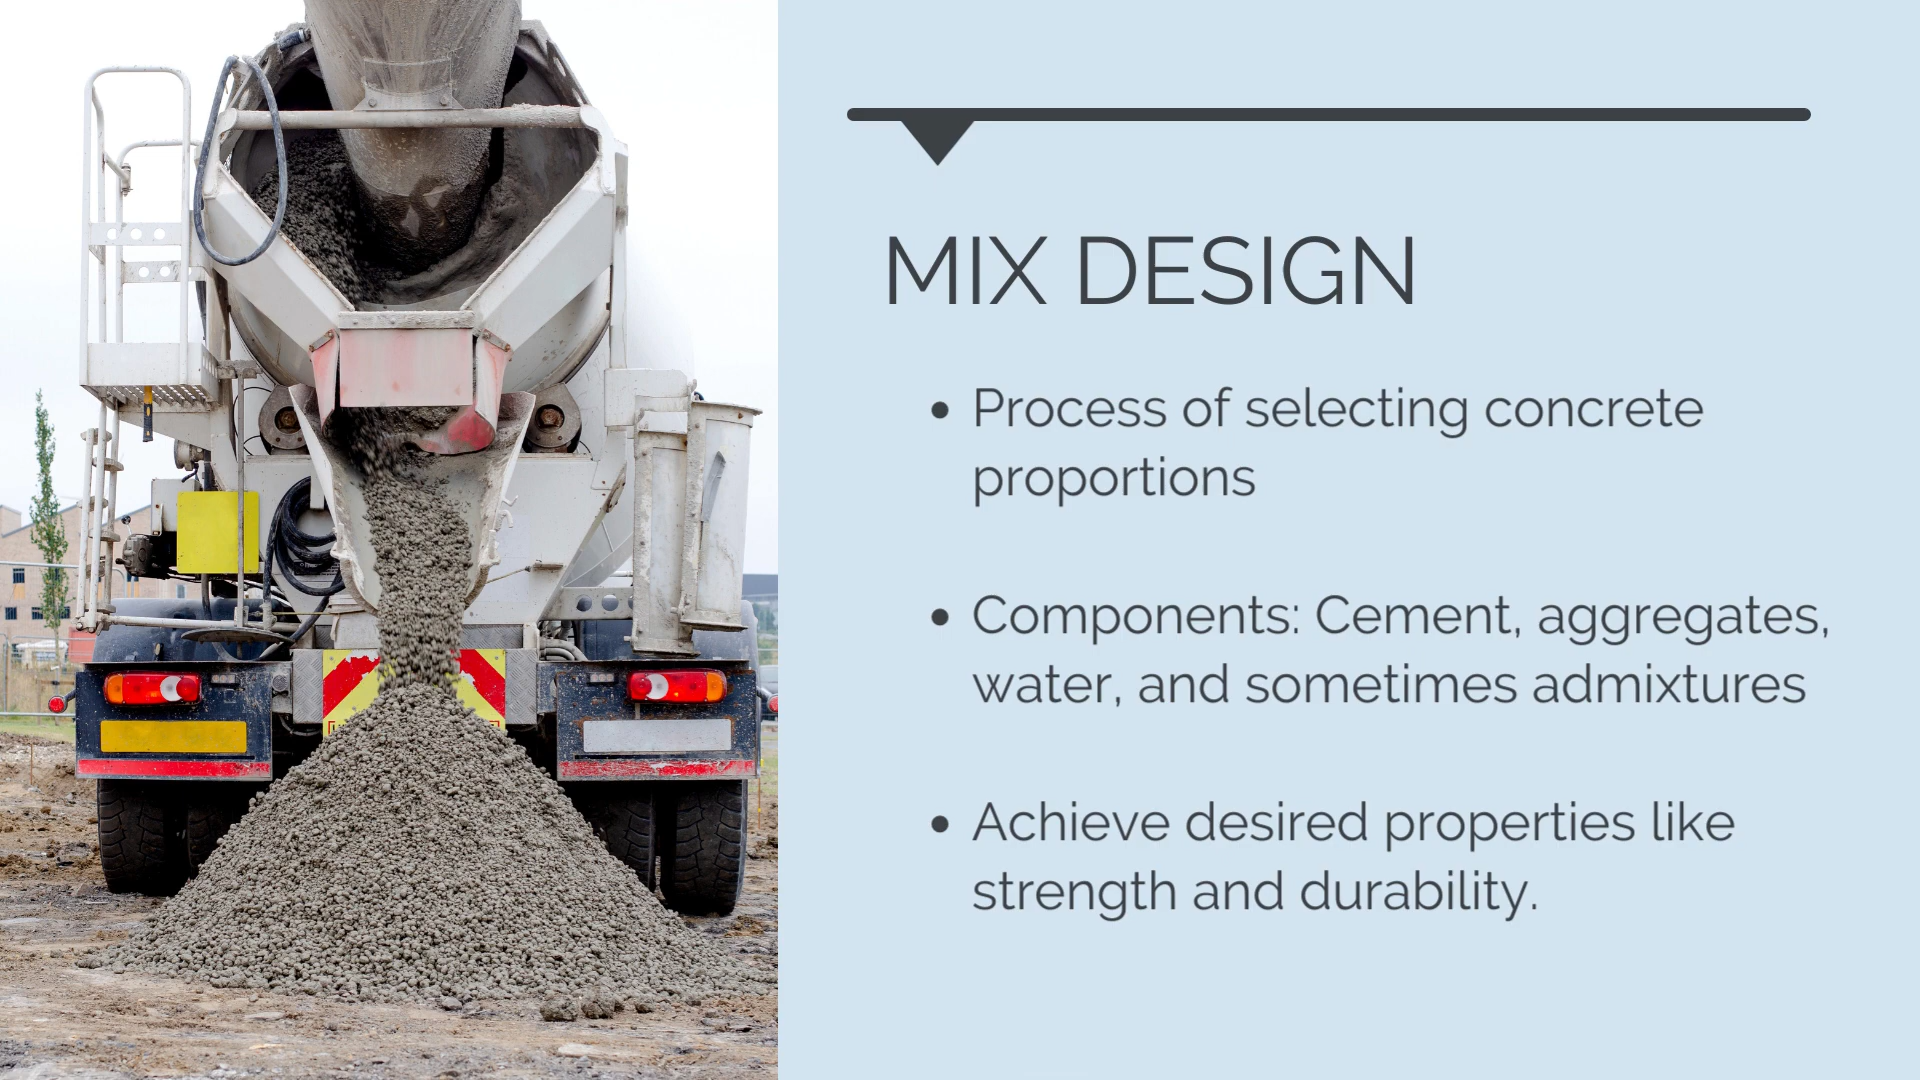 MIX DESIGN
• Process of selecting concrete
proportions
• Components: Cement, aggregates,
water, and sometimes admixtures
• Achieve desired properties like
strength and durability.